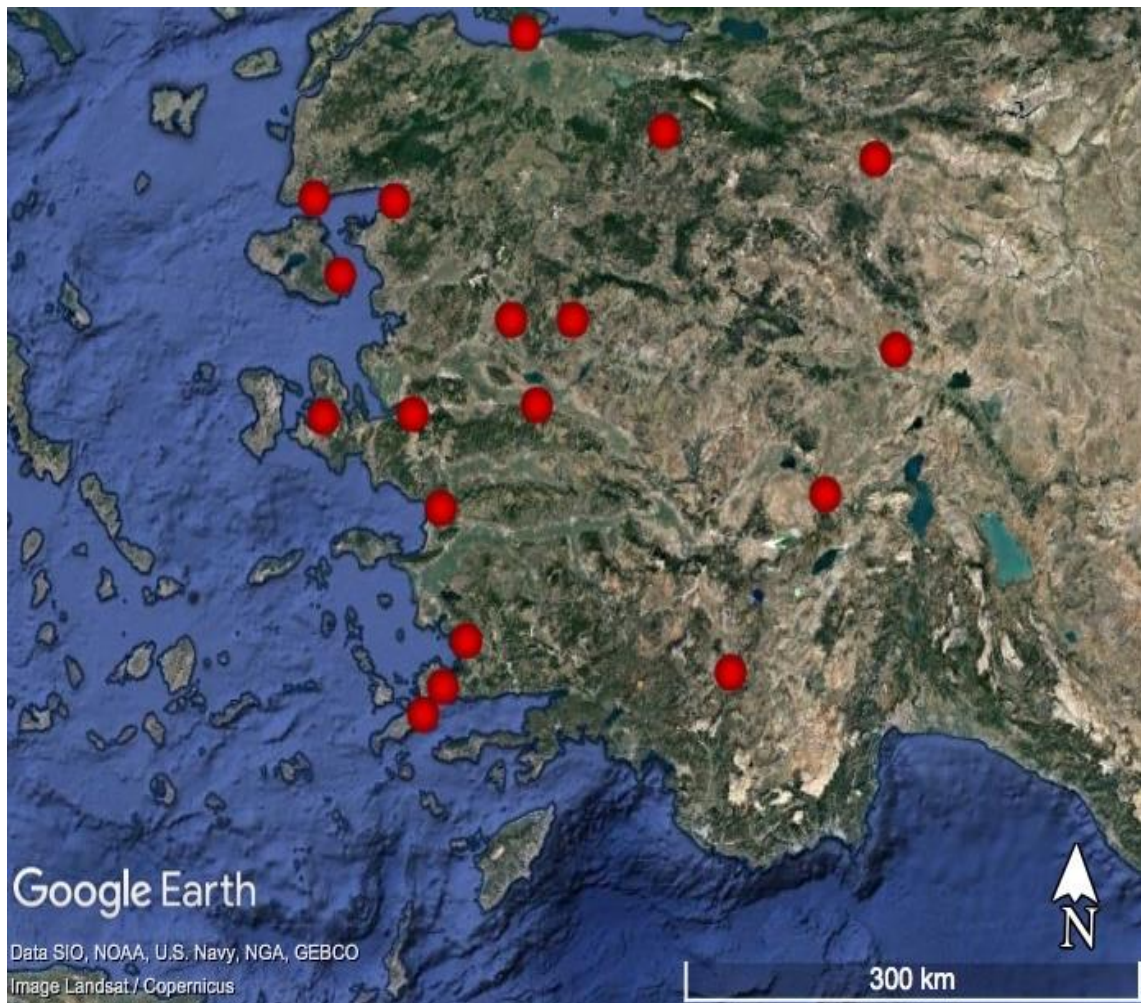 Google Earth
Data SIO, NOAA, U.S. Navy, NGA, GEBCO
Image Landsat / Copernicus
300 km
N